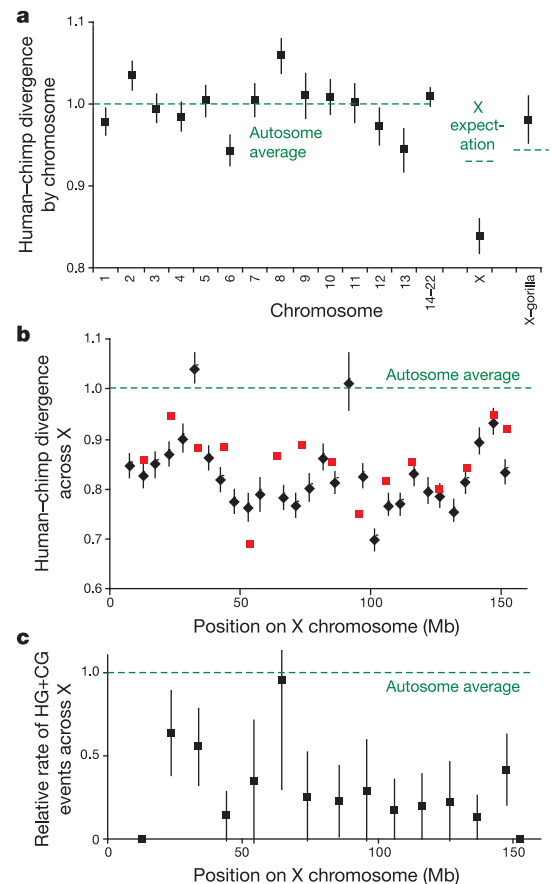 a
Human–chimp divergence
by chromosome
1.1
1.0
0.9
0.8
Autosome
average
X
expect-
ation
1
2
3
4
5
6
7
8
9
10
11
12
13
14–22
X
X–gorilla
Chromosome
b
Human–chimp divergence
across X
1.1
1.0
0.9
0.8
0.7
0.6
Autosome average
0
50
100
150
Position on X chromosome (Mb)
c
Relative rate of HG+CG
events across X
1.0
0.5
0
Autosome average
0
50
100
150
Position on X chromosome (Mb)